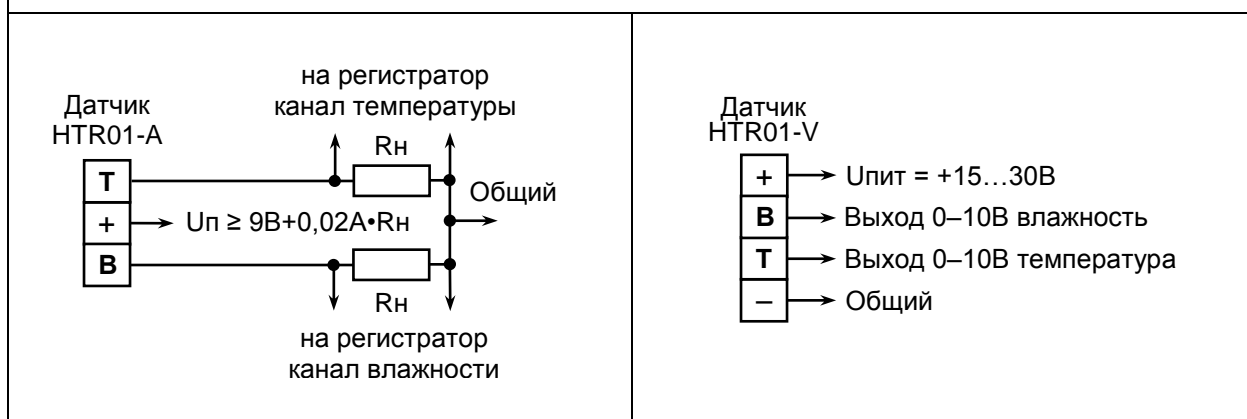 на регистратор
канал температуры
Датчик
HTR01-A
Rн
Т
Общий
+
Uп ≥ 9В+0,02А•Rн
В
Rн
на регистратор
канал влажности
Датчик
HTR01-V
+
Uпит = +15…30В
В
Выход 0–10В влажность
Т
Выход 0–10В температура
–
Общий